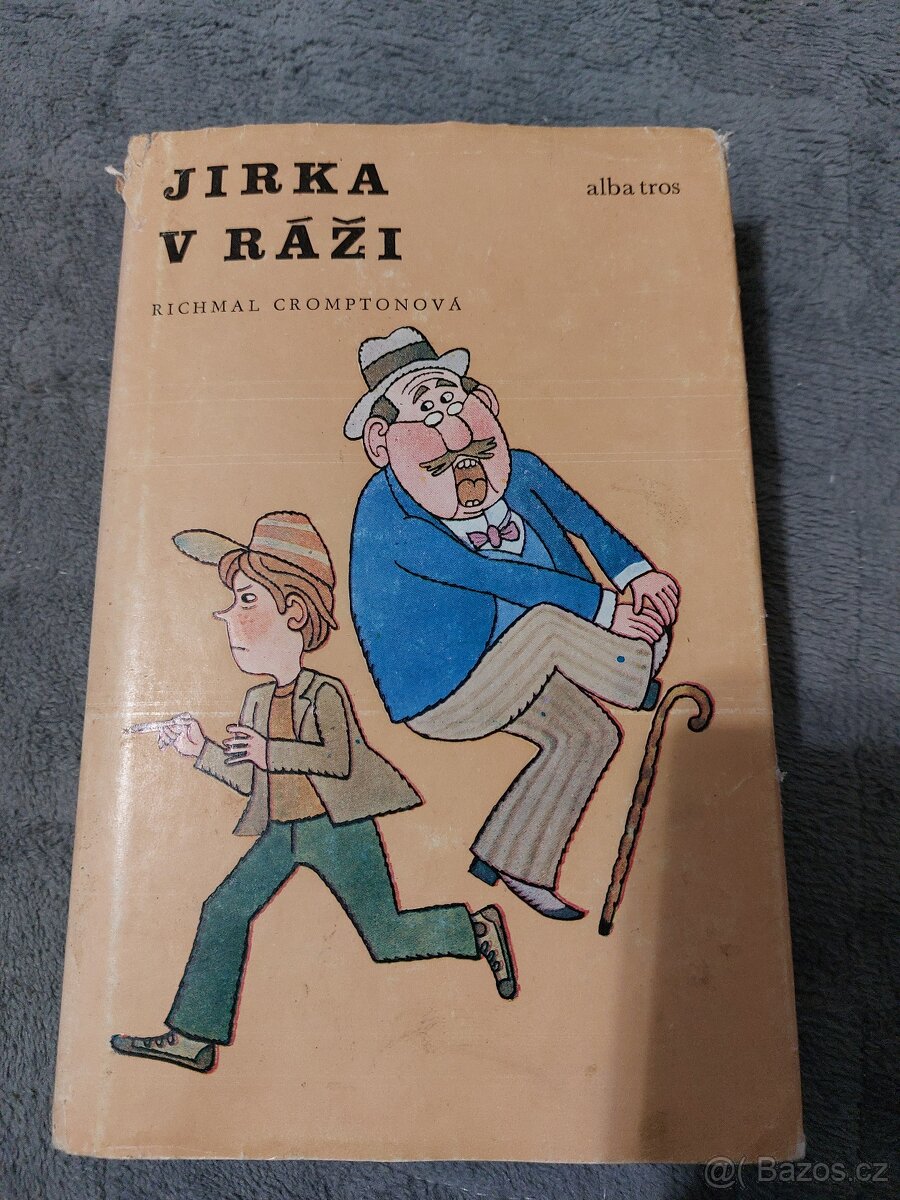 JIRKA
V RÁŽI
albatros
RICHMAL CROMPTONOVÁ
@( Bazos.cz